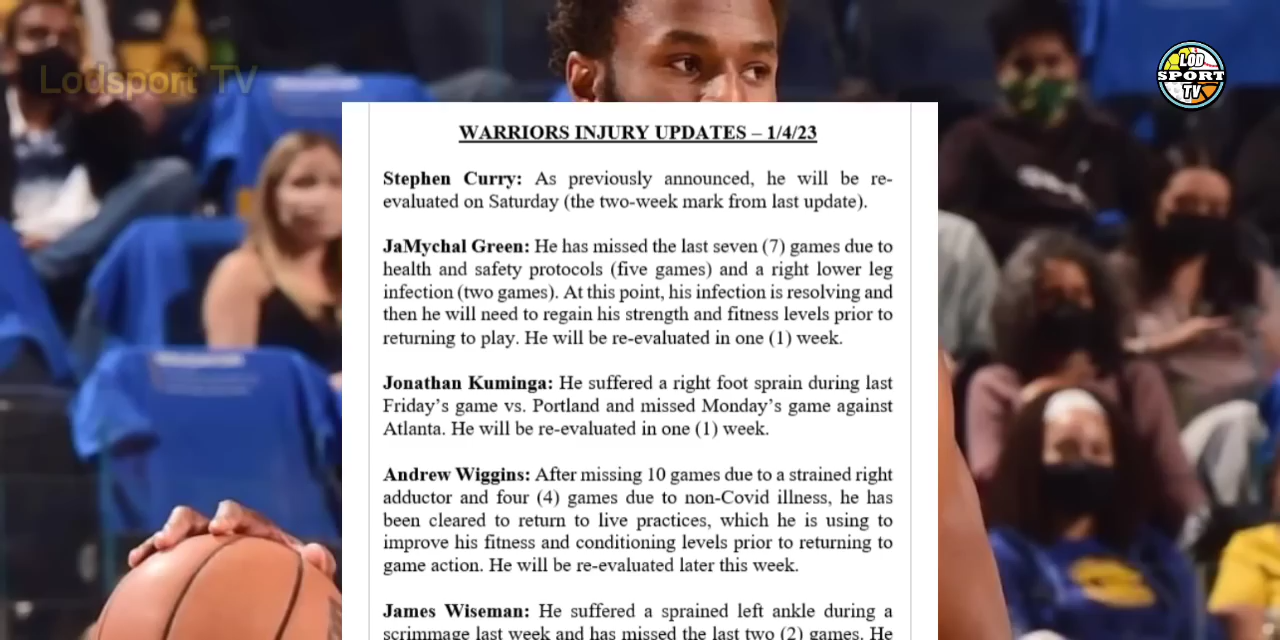 Lodsport TV
LOD
SPORT
TV
WARRIORS INJURY UPDATES – 1/4/23
Stephen Curry: As previously announced, he will be re-
evaluated on Saturday (the two-week mark from last update).
JaMychal Green: He has missed the last seven (7) games due to
health and safety protocols (five games) and a right lower leg
infection (two games). At this point, his infection is resolving and
then he will need to regain his strength and fitness levels prior to
returning to play. He will be re-evaluated in one (1) week.
Jonathan Kuminga: He suffered a right foot sprain during last
Friday’s game vs. Portland and missed Monday’s game against
Atlanta. He will be re-evaluated in one (1) week.
Andrew Wiggins: After missing 10 games due to a strained right
adductor and four (4) games due to non-Covid illness, he has
been cleared to return to live practices, which he is using to
improve his fitness and conditioning levels prior to returning to
game action. He will be re-evaluated later this week.
James Wiseman: He suffered a sprained left ankle during a
scrimmage last week and has missed the last two (2) games. He